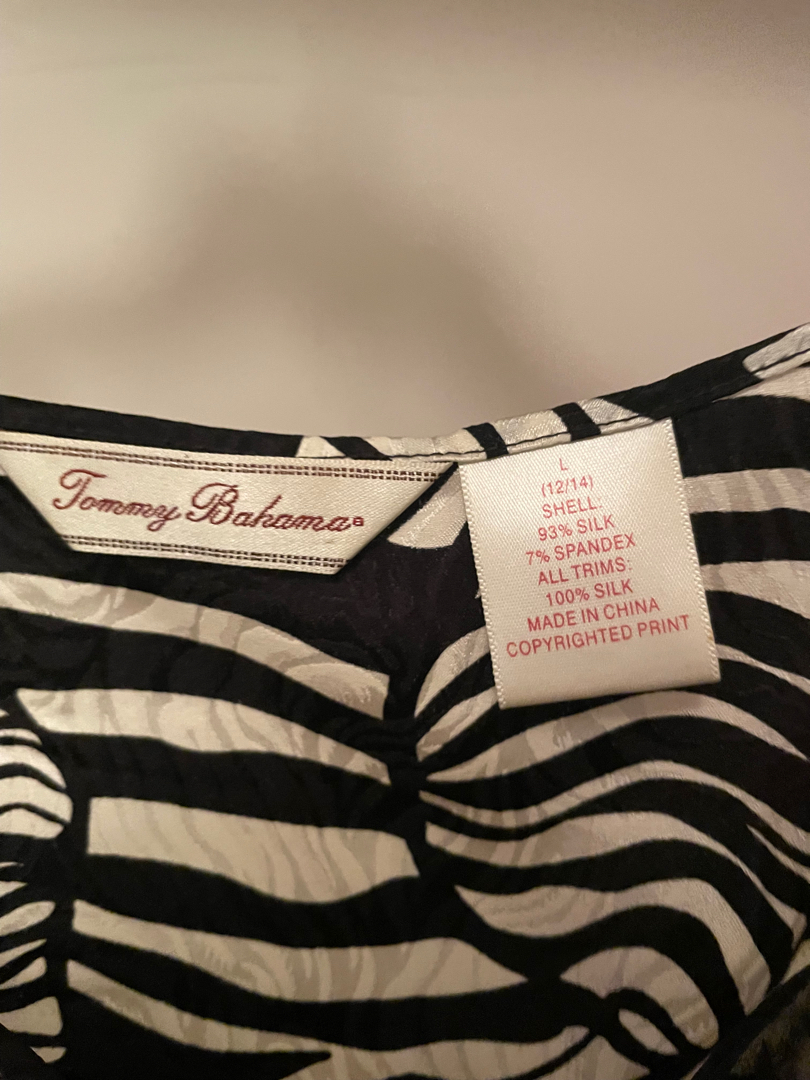 Tommy Bahama®
L
(12/14)
SHELL:
93% SILK
7% SPANDEX
ALL TRIMS:
100% SILK
MADE IN CHINA
COPYRIGHTED PRINT